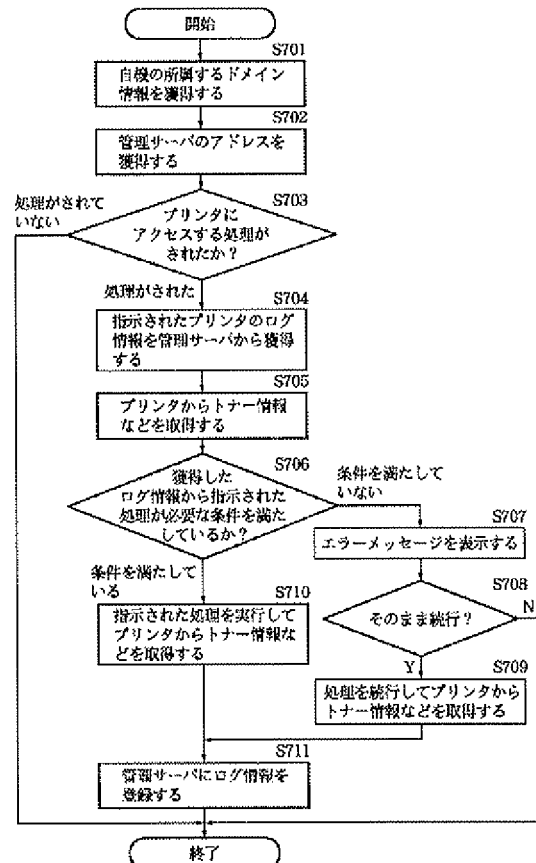 開始
S701
自機の所属するドメイン
情報を獲得する
S702
管理サーバのアドレスを
獲得する
S703
処理がされて
いない
プリンタに
アクセスする処理が
されたか?
処理がされた
S704
指示されたプリンタのログ
情報を管理サーバから獲得
する
S705
プリンタからトナー情報
などを取得する
S706
獲得した
ログ情報から指示された
処理が必要な条件を満た
しているか?
条件を満たして
いない
S707
エラーメッセージを表示する
条件を満たして
いる
S708
そのまま続行?
N
Y
S710
指示された処理を実行して
プリンタからトナー情報な
どを取得する
S709
処理を続行してプリンタから
トナー情報などを取得する
S711
管理サーバにログ情報を
登録する
終了